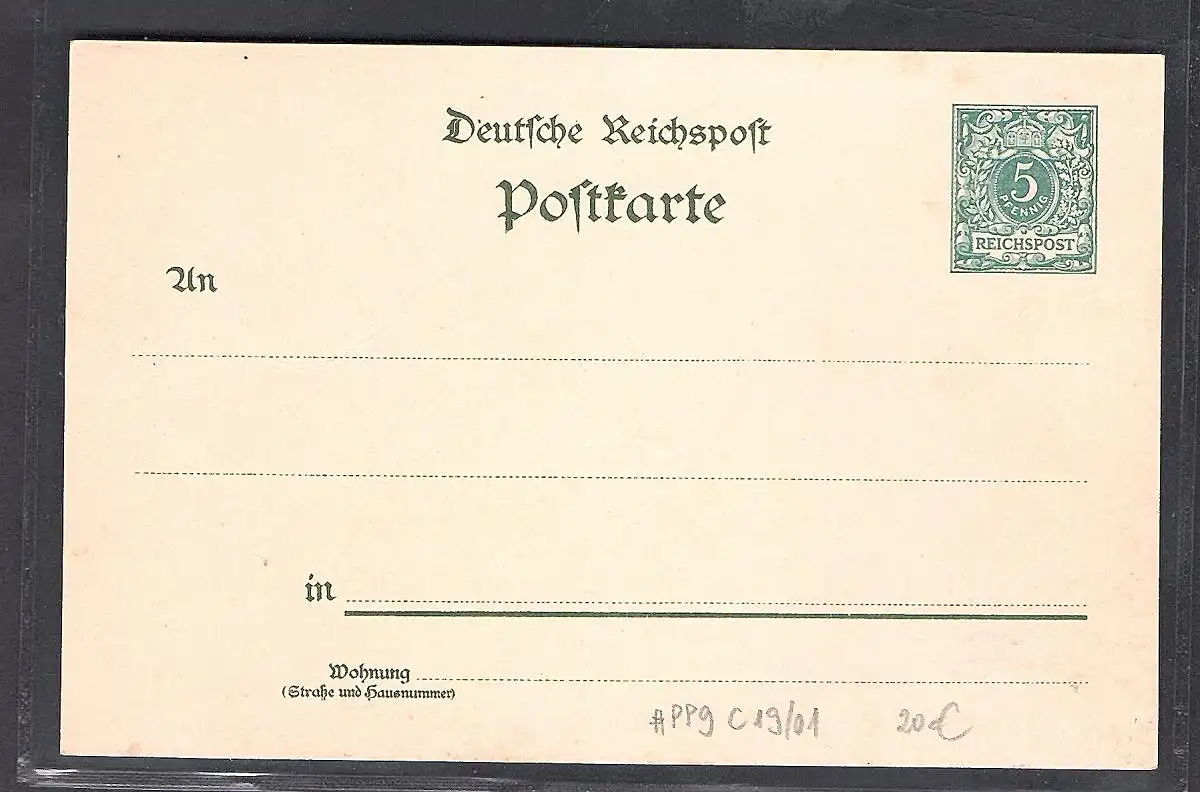 Deutſche Reichspoſt
Poſtkarte
5
PFENNIG
REICHSPOST
An
in
Wohnung
(Straße und Hausnummer)
#PP9 C19/01 20€